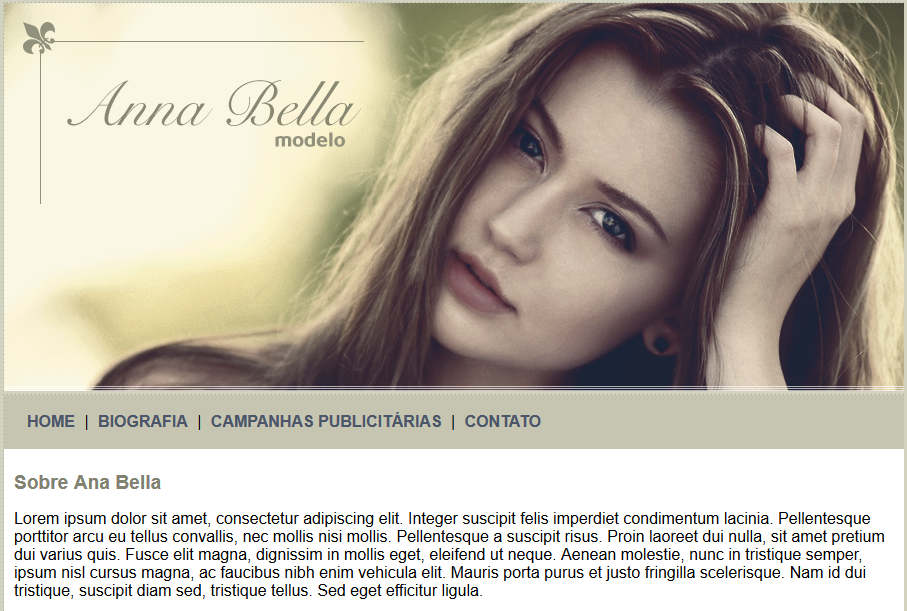 Anna Bella
modelo
HOME | BIOGRAFIA | CAMPANHAS PUBLICITÁRIAS | CONTATO
Sobre Ana Bella
Lorem ipsum dolor sit amet, consectetur adipiscing elit. Integer suscipit felis imperdiet condimentum lacinia. Pellentesque
porttitor arcu eu tellus convallis, nec mollis nisi mollis. Pellentesque a suscipit risus. Proin laoreet dui nulla, sit amet pretium
dui varius quis. Fusce elit magna, dignissim in mollis eget, eleifend ut neque. Aenean molestie, nunc in tristique semper,
ipsum nisl cursus magna, ac faucibus nibh enim vehicula elit. Mauris porta purus et justo fringilla scelerisque. Nam id dui
tristique, suscipit diam sed, tristique tellus. Sed eget efficitur ligula.